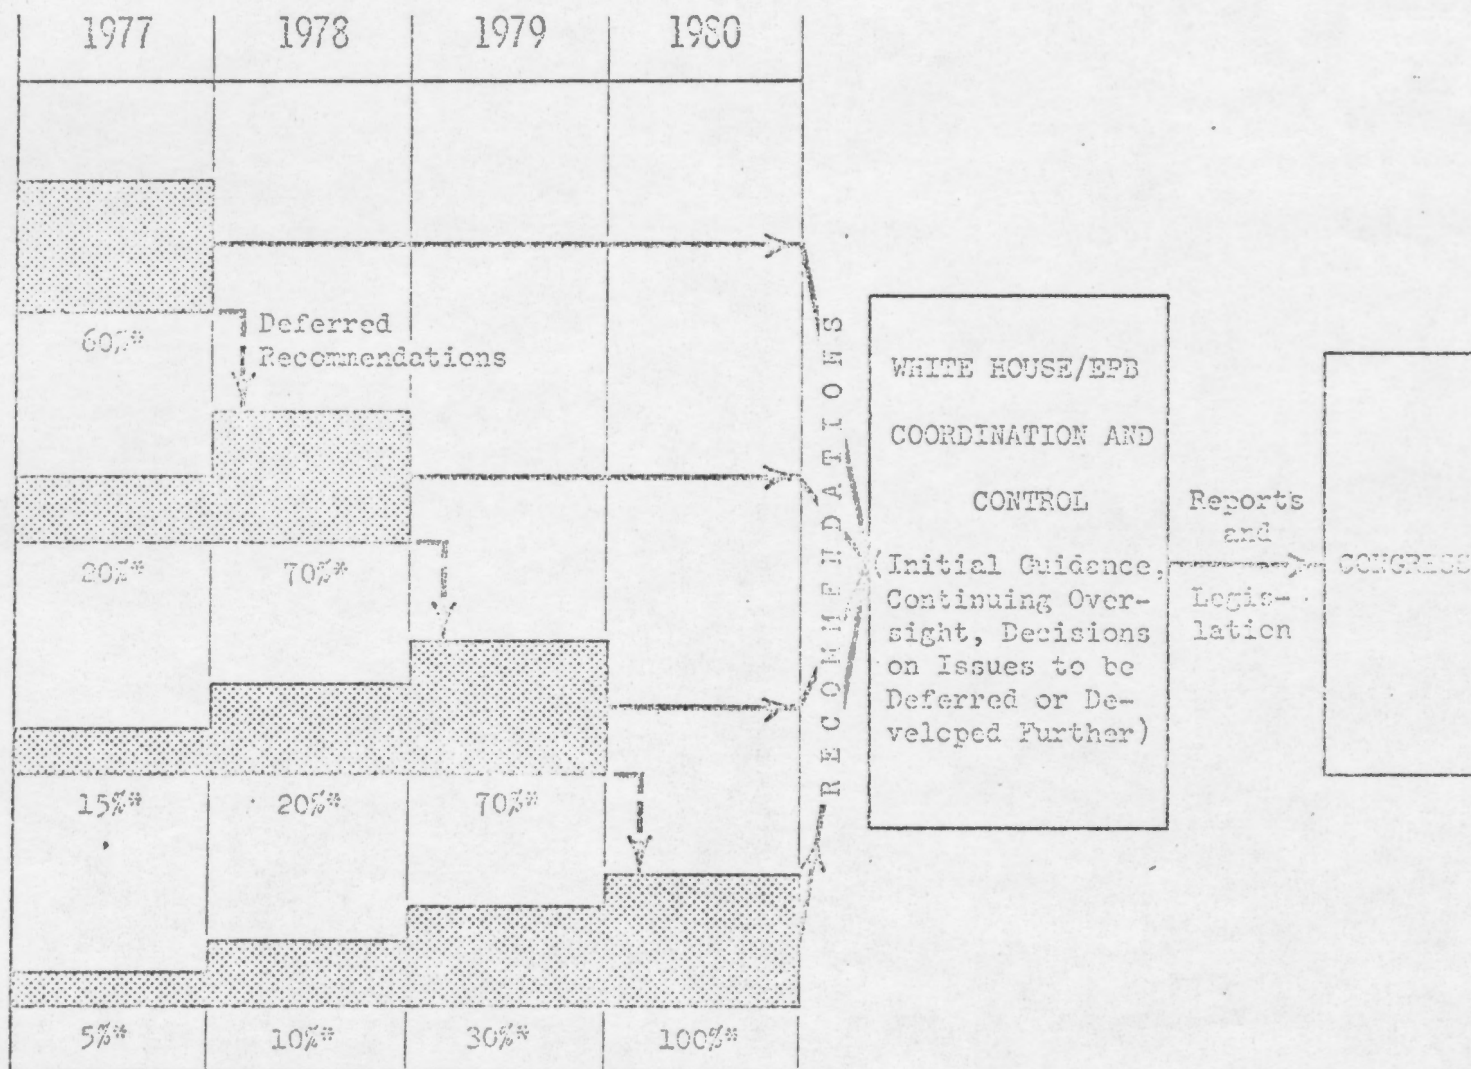 1977 1978 1979 1980
Deferred
Recommendations
60%*
20%* 70%*
15%* 20%* 70%*
5%* 10%* 30%* 100%*
RECOMMENDATIONS
WHITE HOUSE/EPB
COORDINATION AND
CONTROL
(Initial Guidance,
Continuing Over-
sight, Decisions
on Issues to be
Deferred or De-
veloped Further)
Reports
and
Legis-
lation
CONGRESS